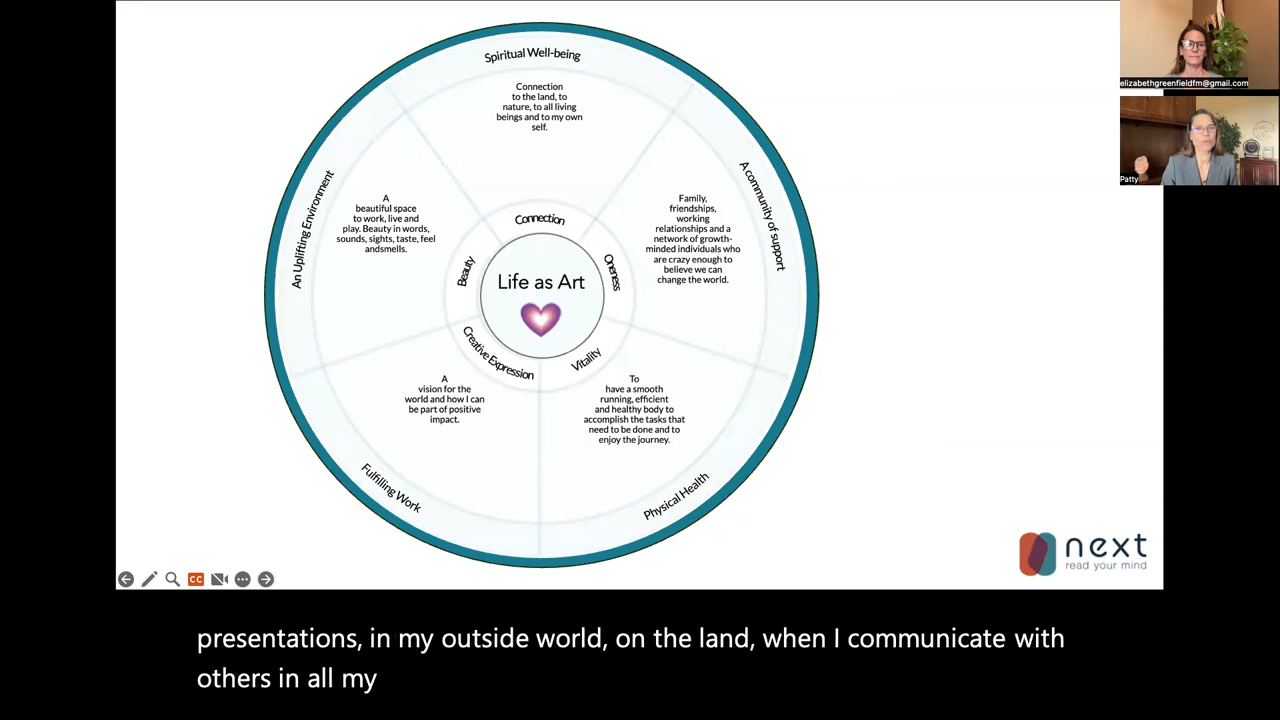 Spiritual Well-being
Connection
to the land, to
nature, to all living
beings and to my own
self.
An Uplifting Environment
A
beautiful space
to work, live and
play. Beauty in words,
sounds, sights, taste, feel
andsmells.
A community of support
Family,
friendships,
working
relationships and a
network of growth-
minded individuals who
are crazy enough to
believe we can
change the world.
Connection
Beauty
Oneness
Life as Art
Creative Expression
Vitality
A
vision for the
world and how I can
be part of positive
impact.
To
have a smooth
running, efficient
and healthy body to
accomplish the tasks that
need to be done and to
enjoy the journey.
Fulfilling Work
Physical Health
elizabethgreenfieldfm@gmail.com
Patty
next
read your mind
CC
presentations, in my outside world, on the land, when I communicate with
others in all my